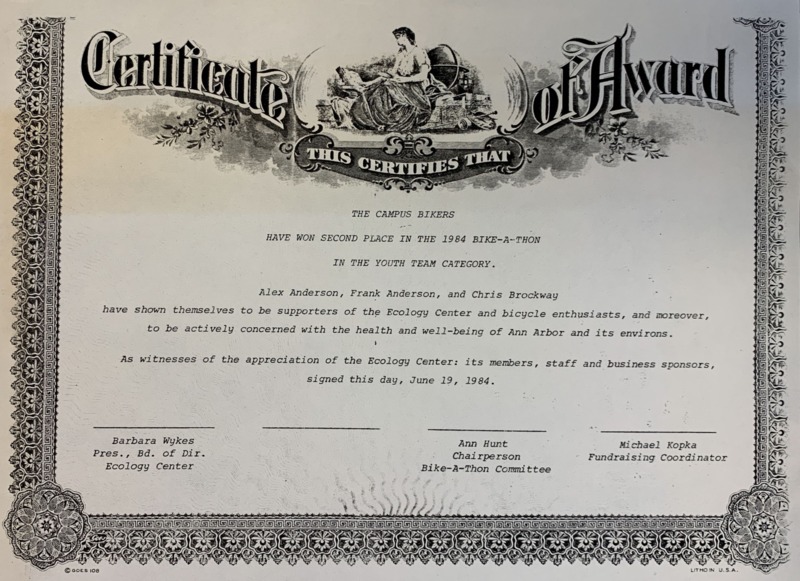 Certificate of Award
THIS CERTIFIES THAT
THE CAMPUS BIKERS
HAVE WON SECOND PLACE IN THE 1984 BIKE-A-THON
IN THE YOUTH TEAM CATEGORY.
Alex Anderson, Frank Anderson, and Chris Brockway
have shown themselves to be supporters of the Ecology Center and bicycle enthusiasts, and moreover,
to be actively concerned with the health and well-being of Ann Arbor and its environs.
As witnesses of the appreciation of the Ecology Center: its members, staff and business sponsors,
signed this day, June 19, 1984.
Barbara Wykes
Pres., Bd. of Dir.
Ecology Center
Ann Hunt
Chairperson
Bike-A-Thon Committee
Michael Kopka
Fundraising Coordinator
© GOES 108
LITHO IN U.S.A.